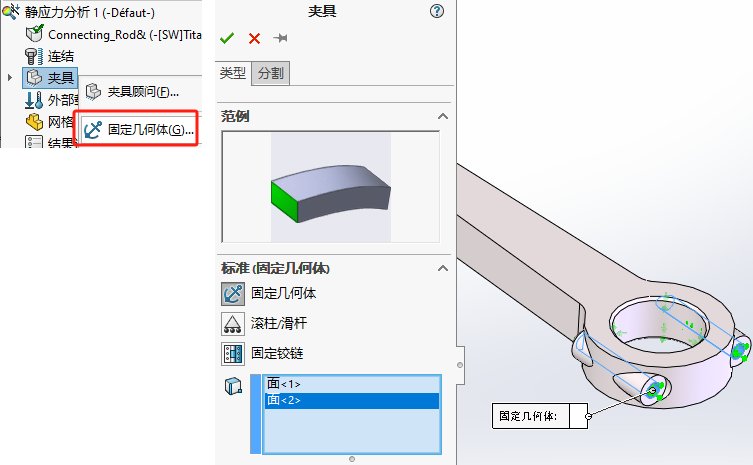 静应力分析 1 (-Défaut-)
Connecting_Rod& (-[SW]Tita
连结
夹具
夹具顾问(F)...
外部
网格
固定几何体(G)...
结果
夹具
类型
分割
范例
标准 (固定几何体)
固定几何体
滚柱/滑杆
固定铰链
面<1>
面<2>
固定几何体: